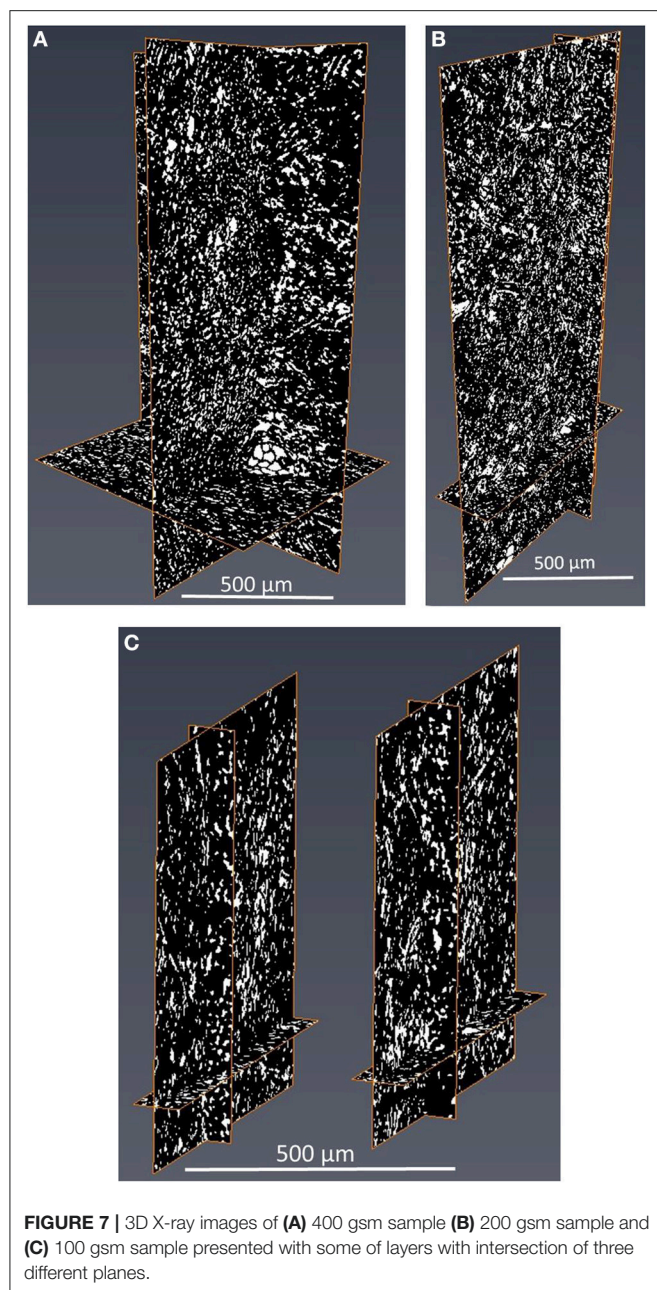 A
B
500 µm
500 µm
C
500 µm
FIGURE 7 | 3D X-ray images of (A) 400 gsm sample (B) 200 gsm sample and
(C) 100 gsm sample presented with some of layers with intersection of three
different planes.